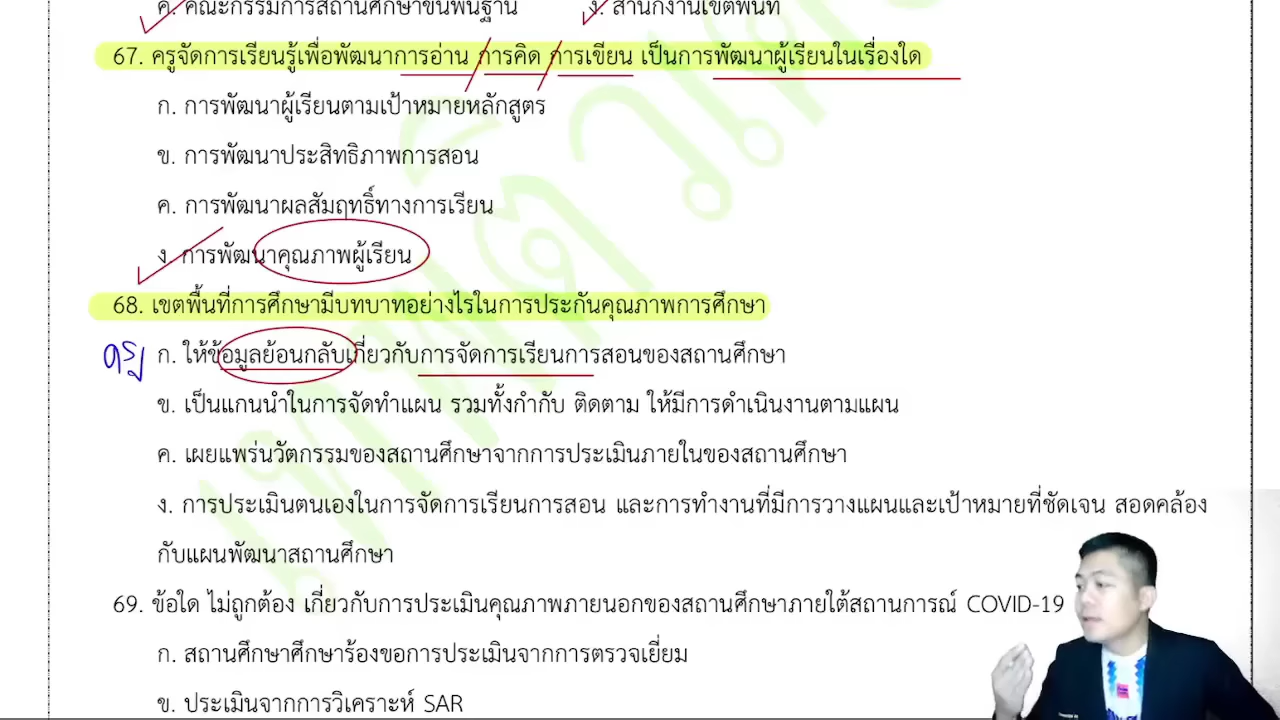 ค. คณะกรรมการสถานศึกษาขั้นพื้นฐาน ง. สำนักงานเขตพื้นที่
67. ครูจัดการเรียนรู้เพื่อพัฒนาการอ่าน การคิด การเขียน เป็นการพัฒนาผู้เรียนในเรื่องใด
ก. การพัฒนาผู้เรียนตามเป้าหมายหลักสูตร
ข. การพัฒนาประสิทธิภาพการสอน
ค. การพัฒนาผลสัมฤทธิ์ทางการเรียน
ง. การพัฒนาคุณภาพผู้เรียน
68. เขตพื้นที่การศึกษามีบทบาทอย่างไรในการประกันคุณภาพการศึกษา
ครู ก. ให้ข้อมูลย้อนกลับเกี่ยวกับการจัดการเรียนการสอนของสถานศึกษา
ข. เป็นแกนนำในการจัดทำแผน รวมทั้งกำกับ ติดตาม ให้มีการดำเนินงานตามแผน
ค. เผยแพร่นวัตกรรมของสถานศึกษาจากการประเมินภายในของสถานศึกษา
ง. การประเมินตนเองในการจัดการเรียนการสอน และการทำงานที่มีการวางแผนและเป้าหมายที่ชัดเจน สอดคล้อง
กับแผนพัฒนาสถานศึกษา
69. ข้อใด ไม่ถูกต้อง เกี่ยวกับการประเมินคุณภาพภายนอกของสถานศึกษาภายใต้สถานการณ์ COVID-19
ก. สถานศึกษาศึกษาร้องขอการประเมินจากการตรวจเยี่ยม
ข. ประเมินจากการวิเคราะห์ SAR